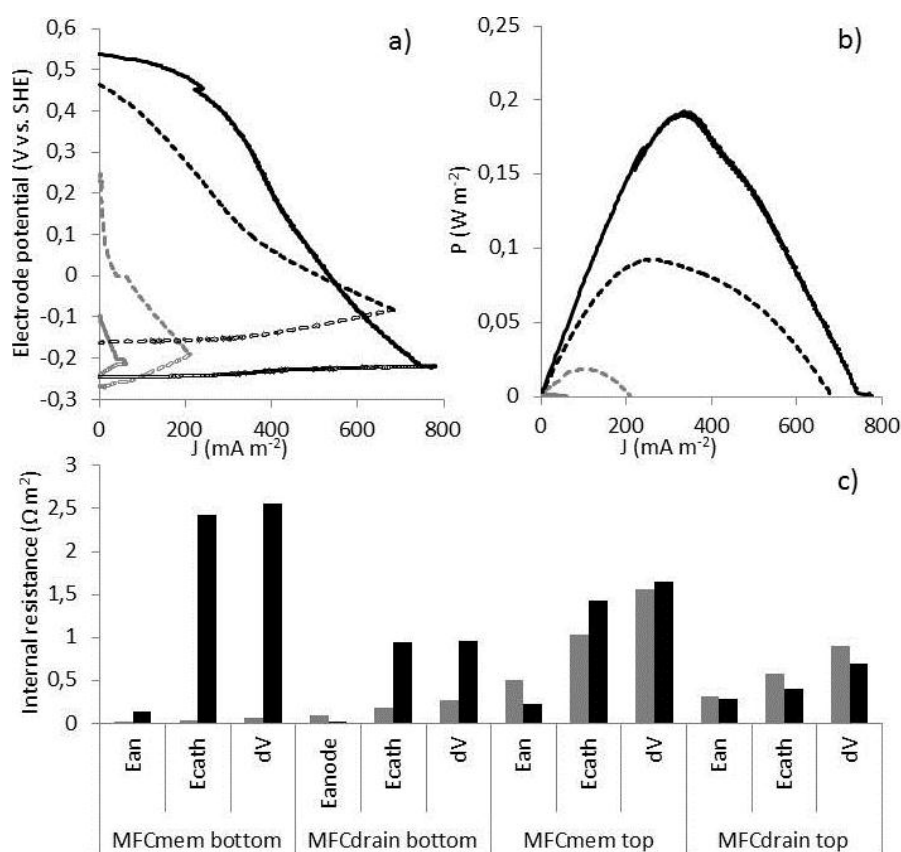 a)
Electrode potential (V vs. SHE)
0,6
0,5
0,4
0,3
0,2
0,1
0
-0,1
-0,2
-0,3
0 200 400 600 800
J (mA m-2)
b)
P (W m-2)
0,2
0,15
0,1
0,05
0
0 200 400 600 800
J (mA m-2)
c)
Internal resistance (Ω m2)
3
2,5
2
1,5
1
0,5
0
Ean Ecath dV Eanode Ecath dV Ean Ecath dV Ean Ecath dV
MFCmem bottom MFCdrain bottom MFCmem top MFCdrain top